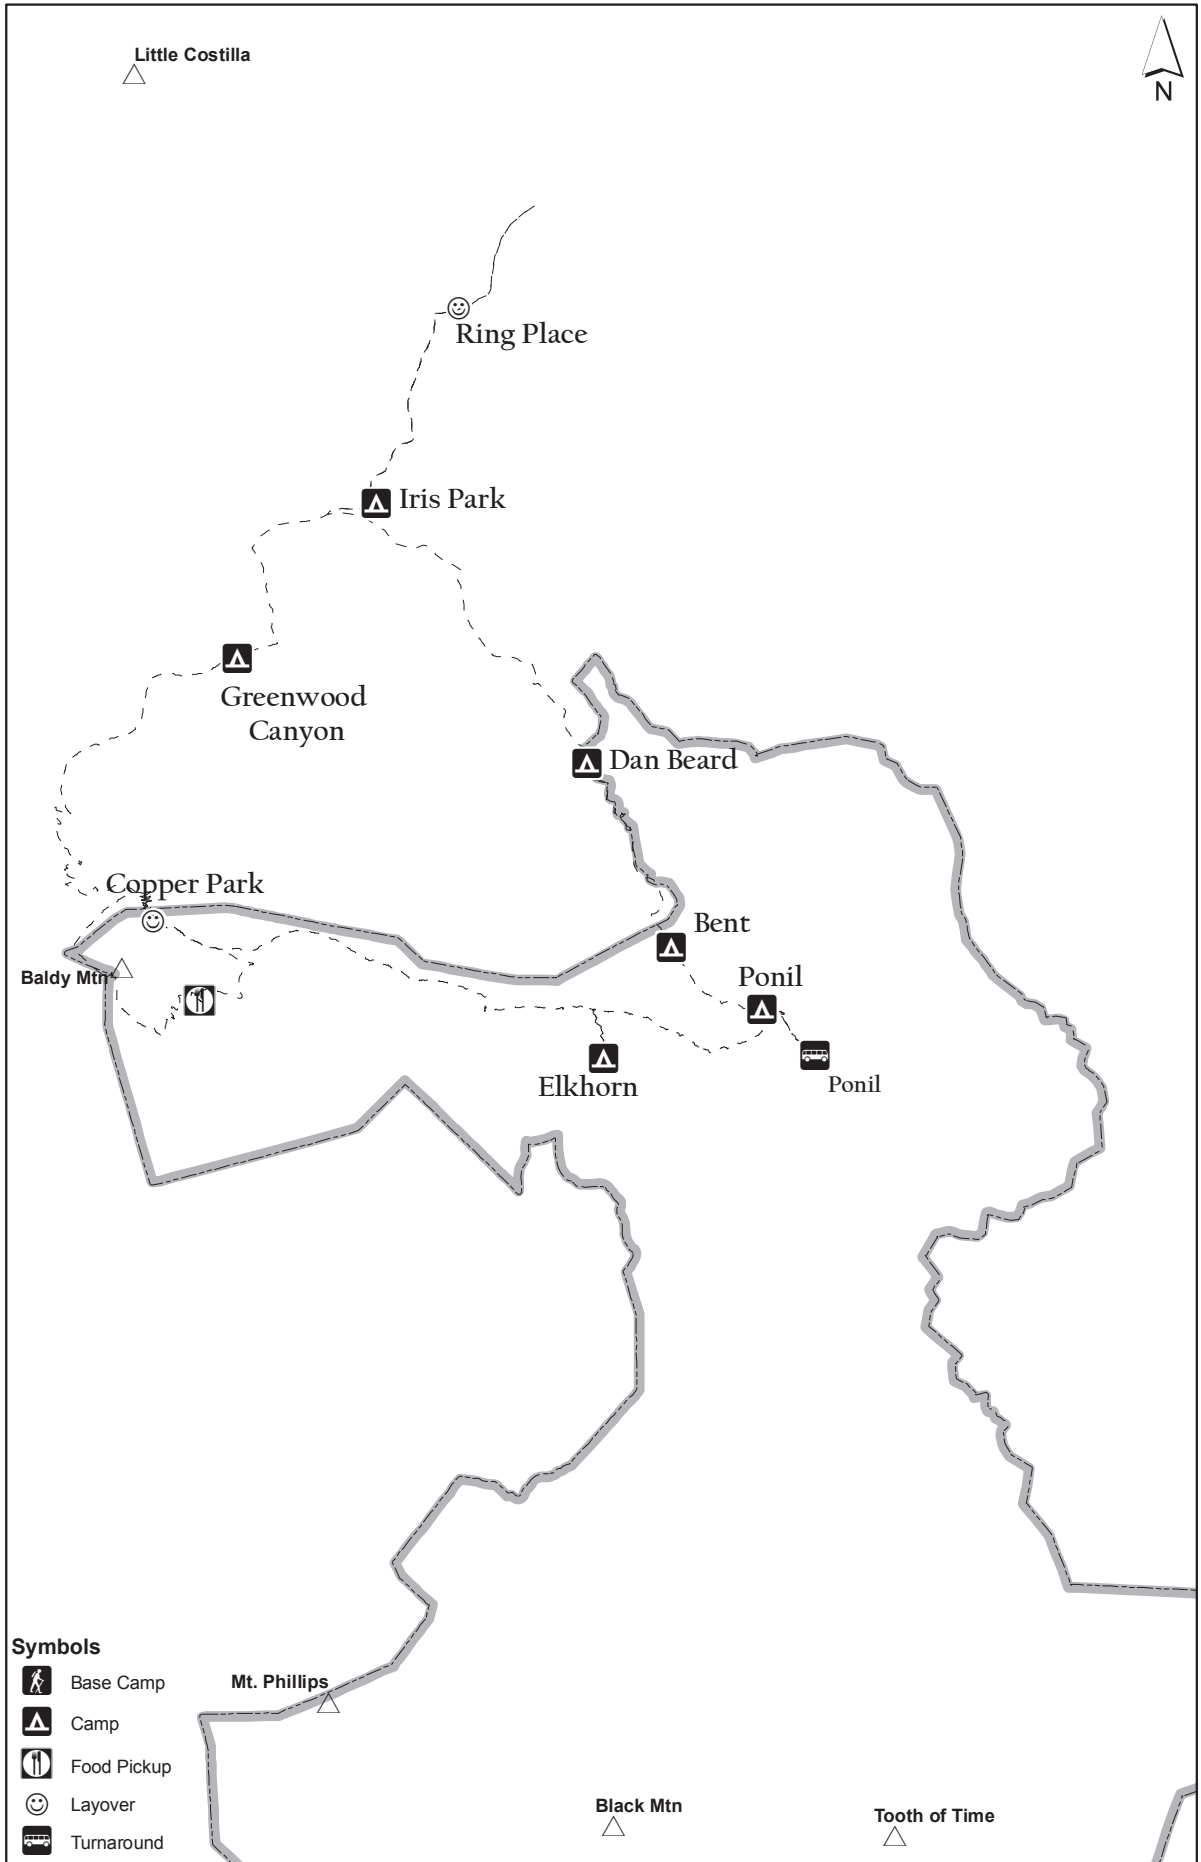 Little Costilla
N
Ring Place
Iris Park
Greenwood
Canyon
Dan Beard
Copper Park
Bent
Baldy Mtn
Ponil
Elkhorn
Ponil
Symbols
Base Camp
Mt. Phillips
Camp
Food Pickup
Layover
Black Mtn
Tooth of Time
Turnaround